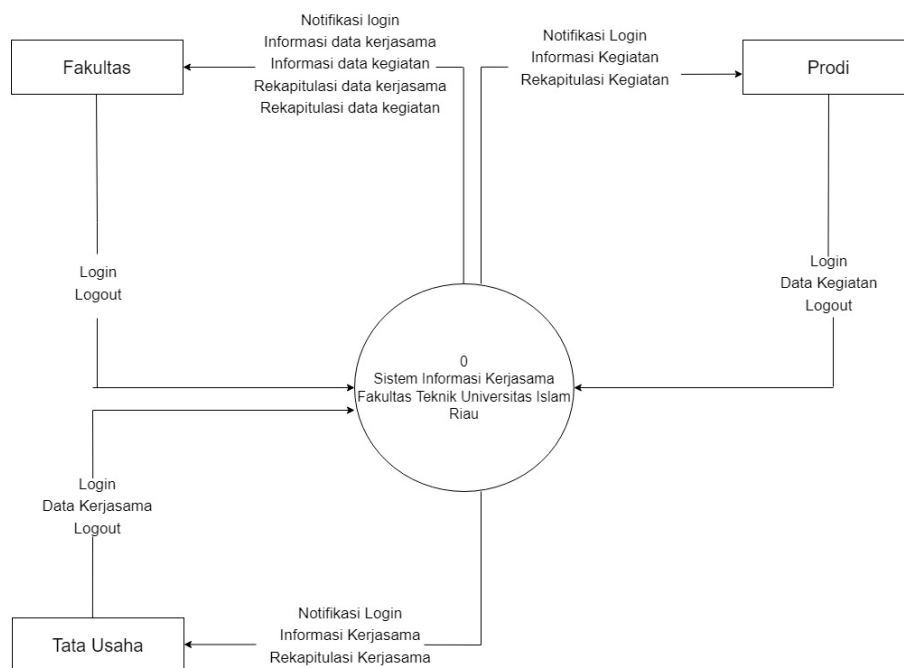 Notifikasi login
Informasi data kerjasama
Informasi data kegiatan
Rekapitulasi data kerjasama
Rekapitulasi data kegiatan
Fakultas
Notifikasi Login
Informasi Kegiatan
Rekapitulasi Kegiatan
Prodi
Login
Logout
Login
Data Kegiatan
Logout
0
Sistem Informasi Kerjasama
Fakultas Teknik Universitas Islam
Riau
Login
Data Kerjasama
Logout
Tata Usaha
Notifikasi Login
Informasi Kerjasama
Rekapitulasi Kerjasama